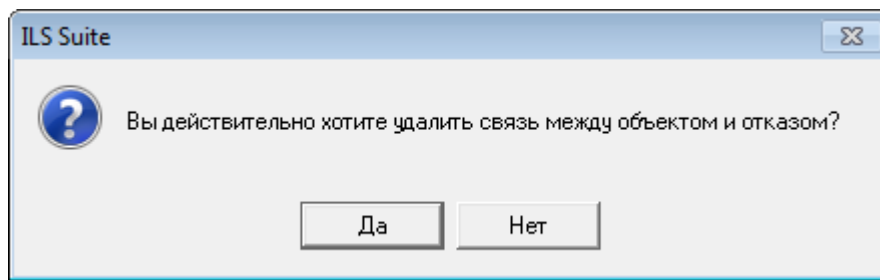 ILS Suite
Вы действительно хотите удалить связь между объектом и отказом?
Да
Нет